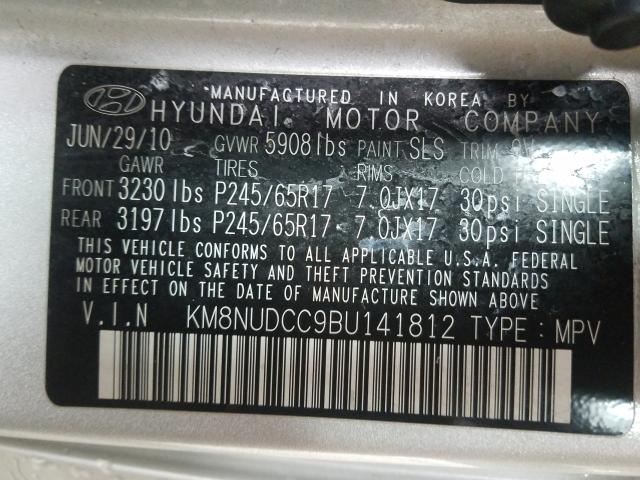 "MANUFACTURED IN KOREA BY
HYUNDAI MOTOR COMPANY
JUN/29/10 GVWR 5908lbs PAINT SLS TRIM
GAWR TIRES RIMS COLD
FRONT 3230lbs P245/65R17 7.0JX17 30psi SINGLE
REAR 3197lbs P245/65R17 7.0JX17 30psi SINGLE
THIS VEHICLE CONFORMS TO ALL APPLICABLE U.S.A. FEDERAL
MOTOR VEHICLE SAFETY AND THEFT PREVENTION STANDARDS
IN EFFECT ON THE DATE OF MANUFACTURE SHOWN ABOVE
V.I.N KM8NUDCC9BU141812 TYPE : MPV